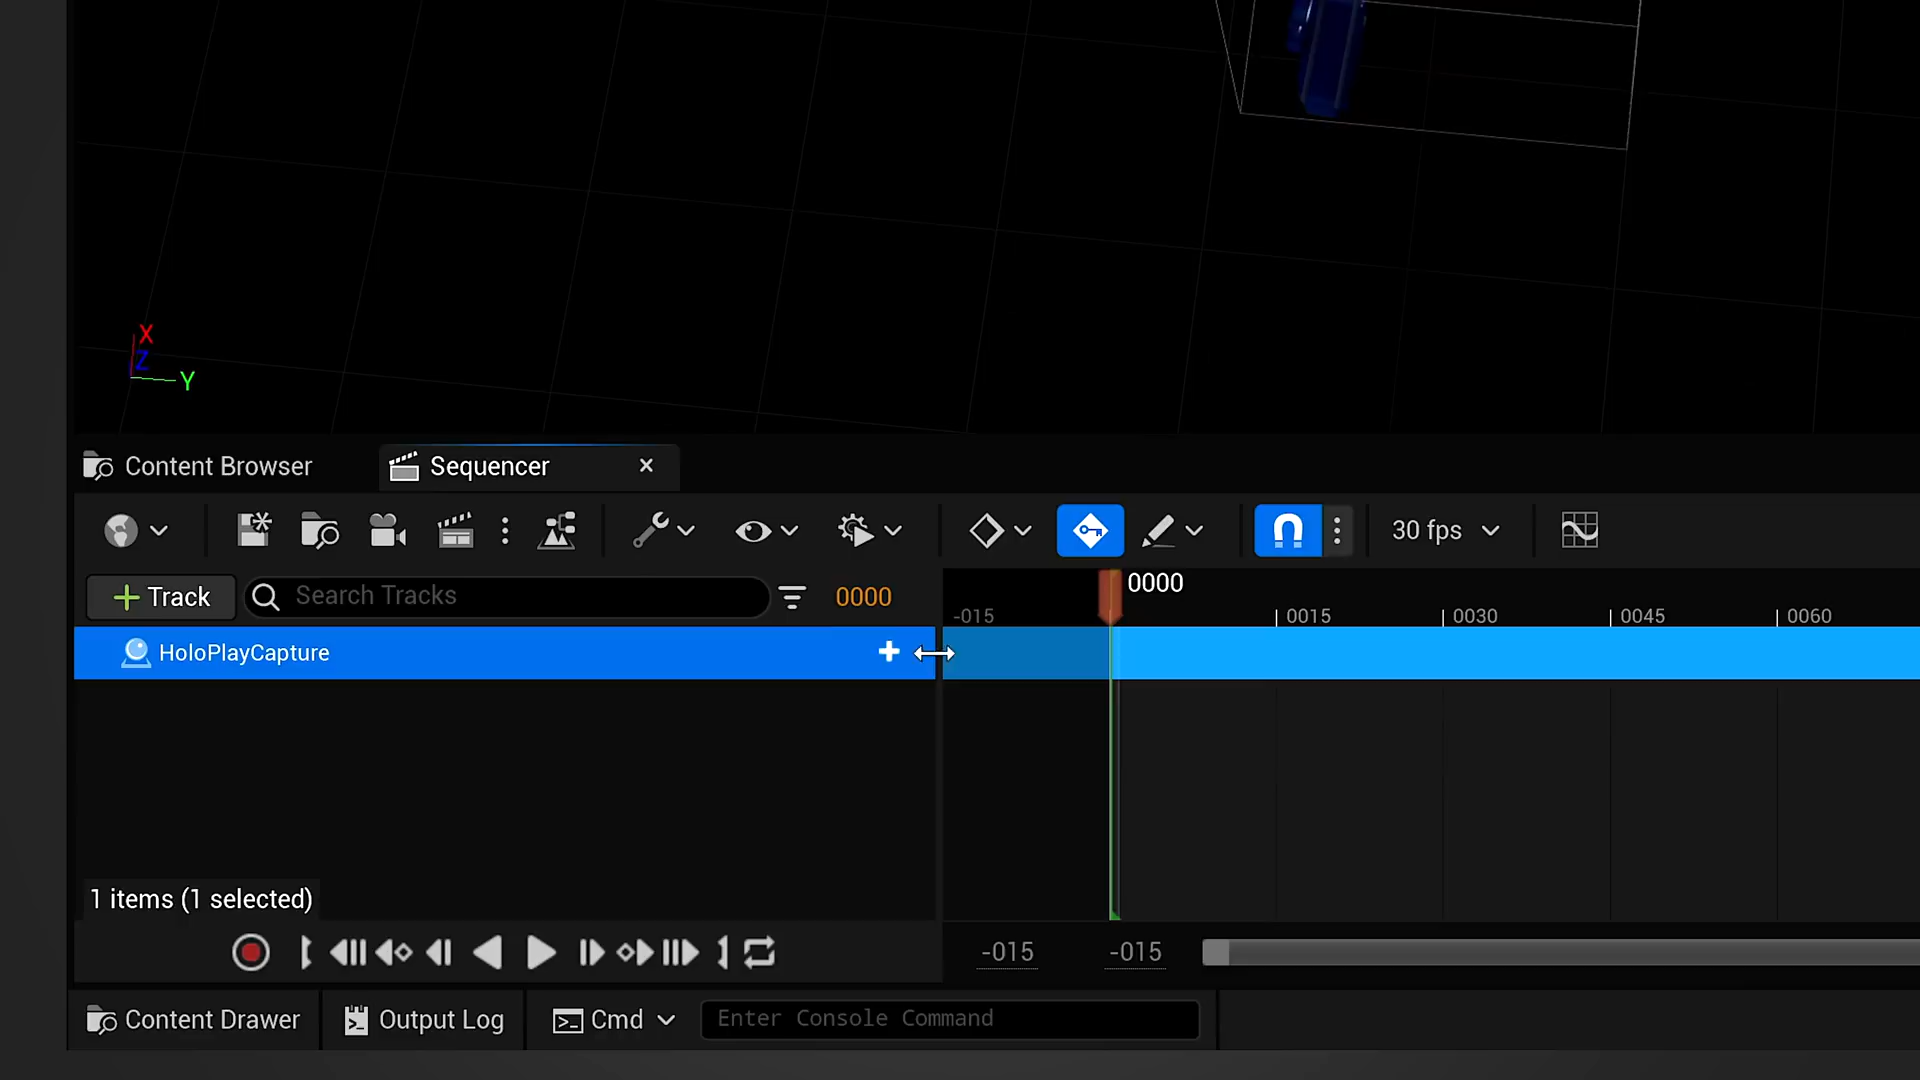 X
Z
Y
Content Browser
Sequencer
30 fps
Track
Search Tracks
0000
0000
-015
0015
0030
0045
0060
HoloPlayCapture
1 items (1 selected)
-015
-015
Content Drawer
Output Log
Cmd
Enter Console Command